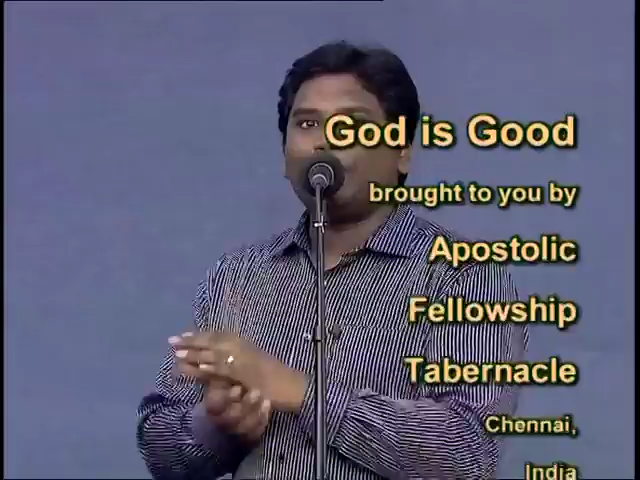 God is Good
brought to you by
Apostolic
Fellowship
Tabernacle
Chennai,
India